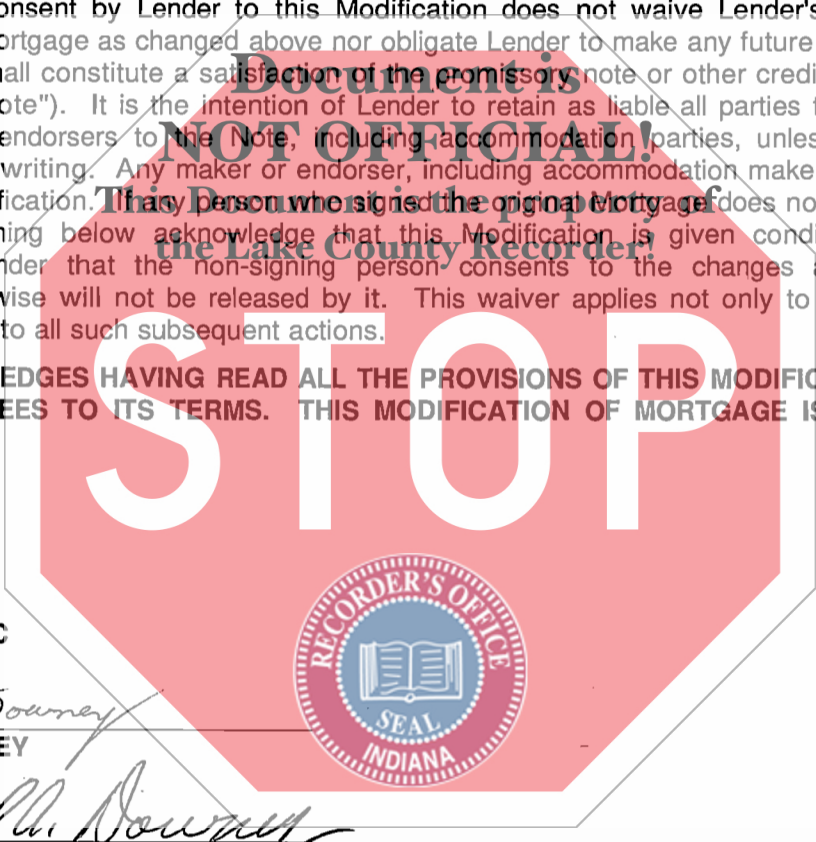 onsent by Lender to this Modification does not waive Lender's
ortgage as changed above nor obligate Lender to make any future
all constitute a satisfaction of the promissory note or other credi
Document is
ote"). It is the intention of Lender to retain as liable all parties
endorsers to the Note, including accommodation parties, unles
NOT OFFICIAL!
writing. Any maker or endorser, including accommodation make
fication. If any person who signed the original Mortgage does no
This Document is the property of
ning below acknowledge that this Modification is given condi
the Lake County Recorder!
nder that the non-signing person consents to the changes
wise will not be released by it. This waiver applies not only to
to all such subsequent actions.
EDGES HAVING READ ALL THE PROVISIONS OF THIS MODIFIC
EES TO ITS TERMS. THIS MODIFICATION OF MORTGAGE IS
STOP
RECORDER'S OFFICE
SEAL
INDIANA
C
Downey
EY
M. Downey